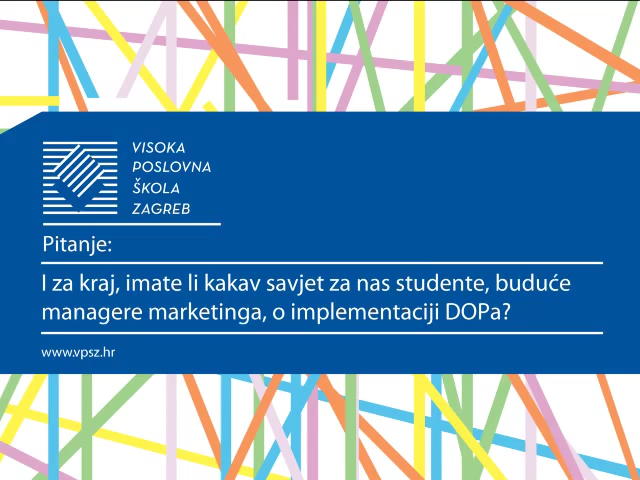 VISOKA
POSLOVNA
ŠKOLA
ZAGREB
Pitanje:
I za kraj, imate li kakav savjet za nas studente, buduće
managere marketinga, o implementaciji DOPa?
www.vpsz.hr